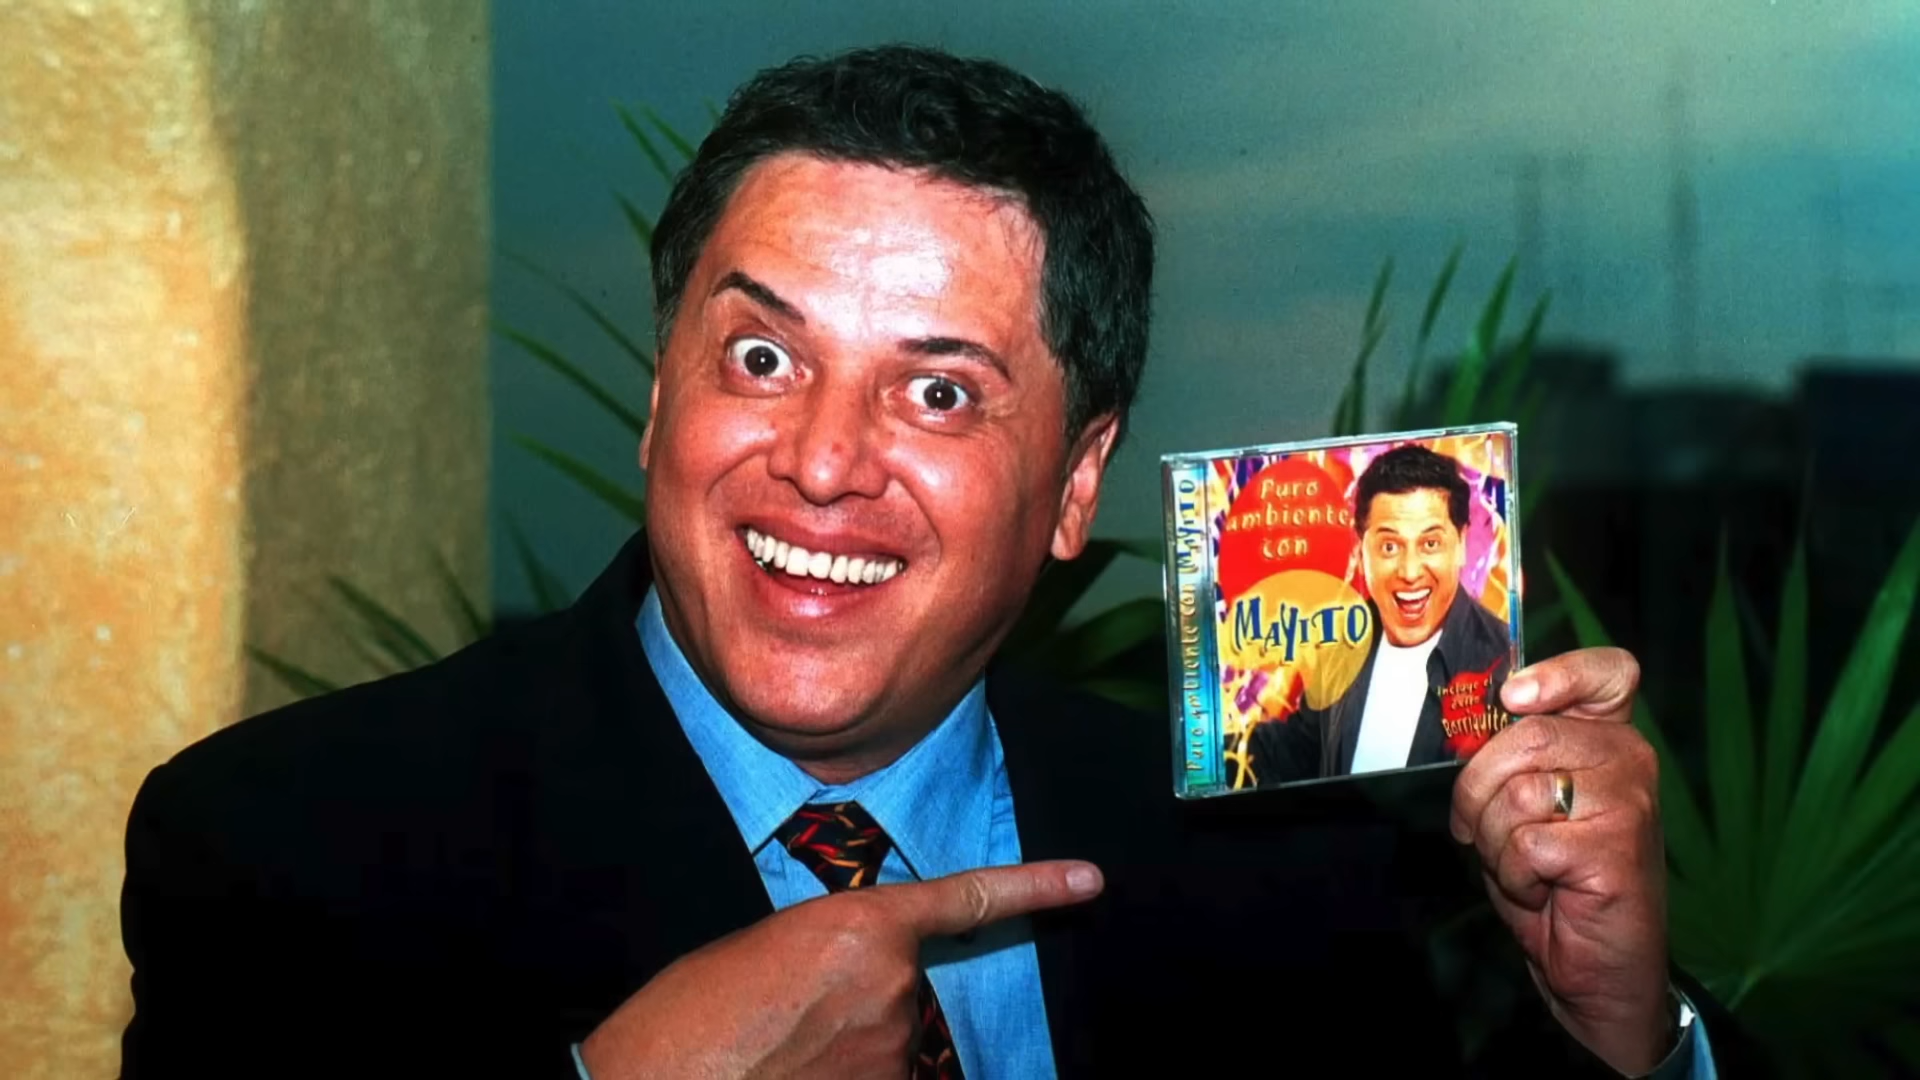 Puro ambiente con MAYITO
Puro
ambiente
con
MAYITO
Incluye el
Borriquito